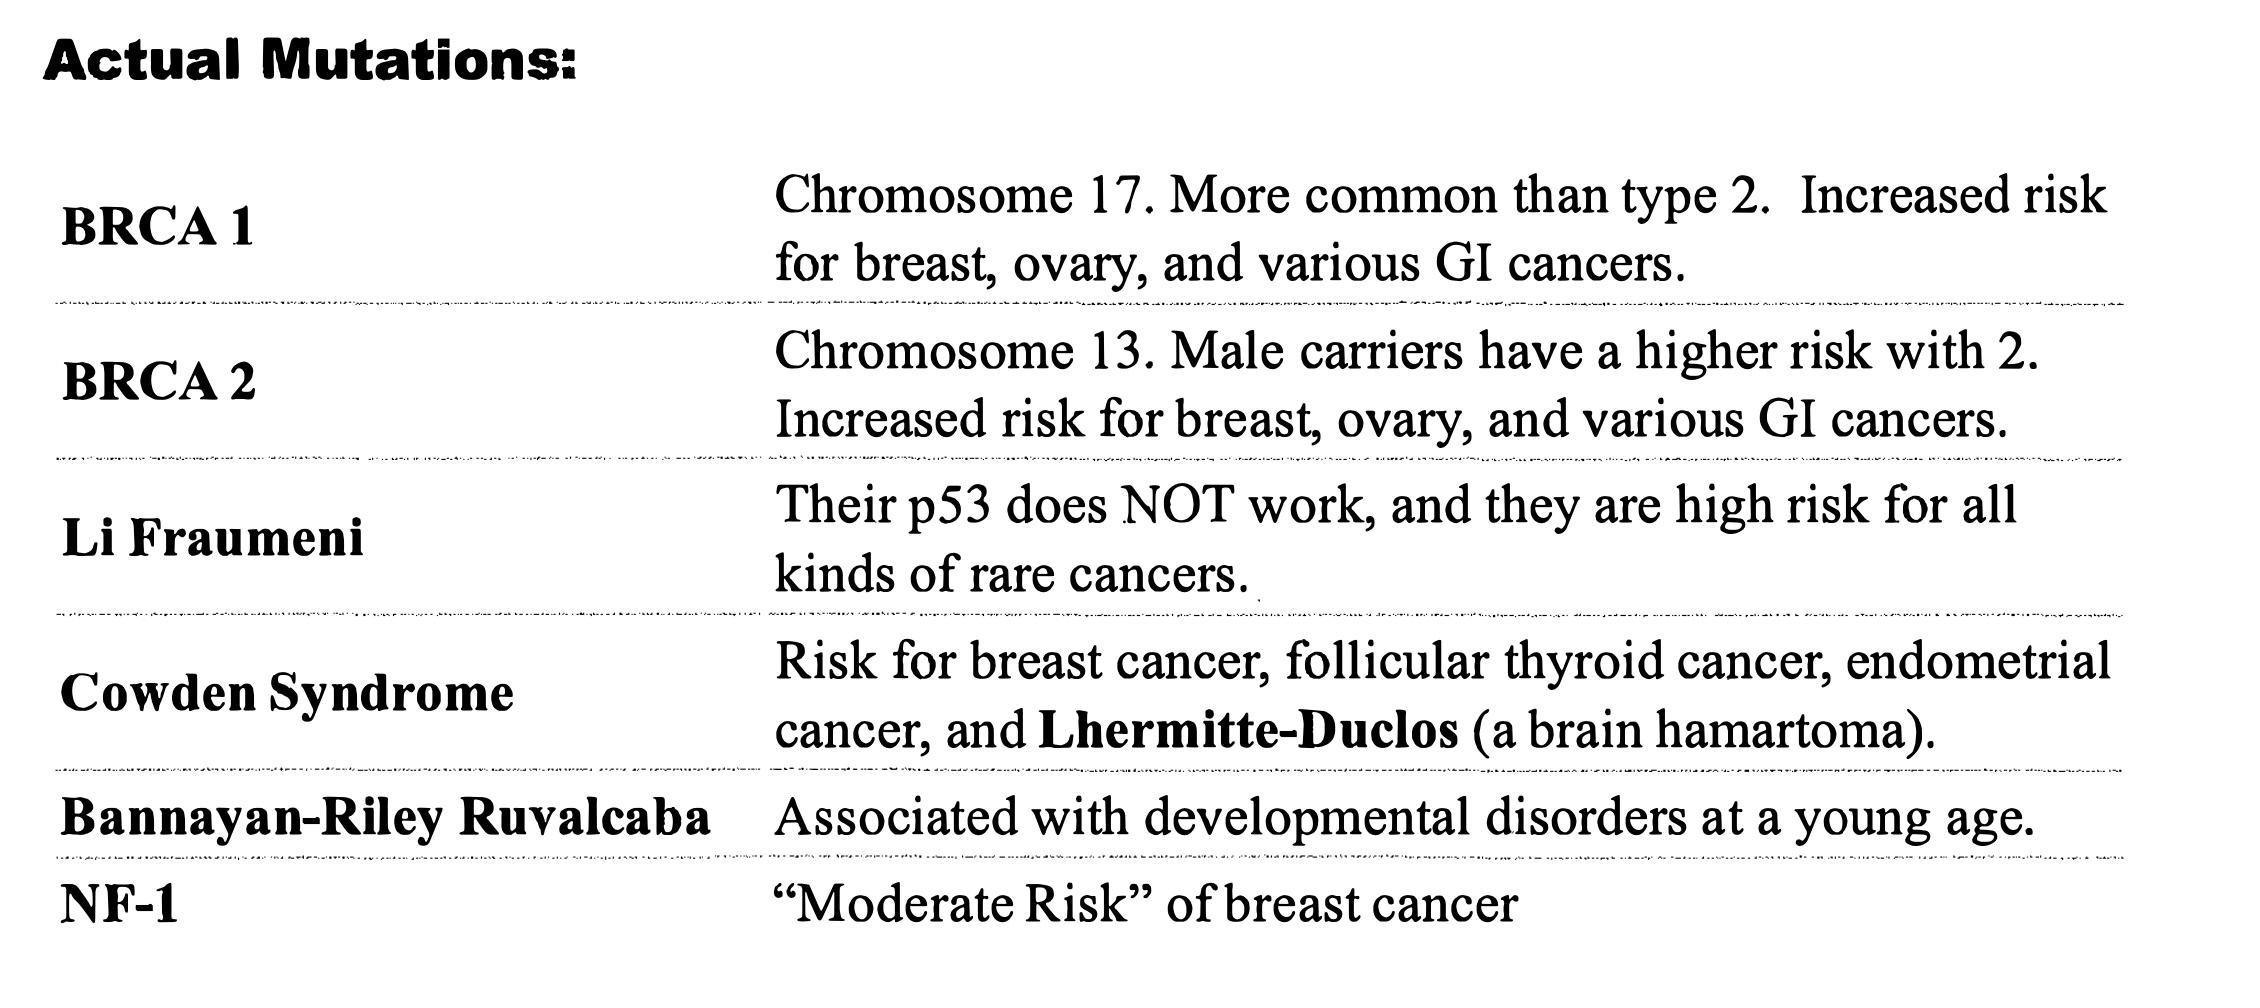 Actual Mutations:
BRCA 1
Chromosome 17. More common than type 2. Increased risk
for breast, ovary, and various GI cancers.
BRCA 2
Chromosome 13. Male carriers have a higher risk with 2.
Increased risk for breast, ovary, and various GI cancers.
Li Fraumeni
Their p53 does NOT work, and they are high risk for all
kinds of rare cancers.
Cowden Syndrome
Risk for breast cancer, follicular thyroid cancer, endometrial
cancer, and Lhermitte-Duclos (a brain hamartoma).
Bannayan-Riley Ruvalcaba
Associated with developmental disorders at a young age.
NF-1
“Moderate Risk” of breast cancer